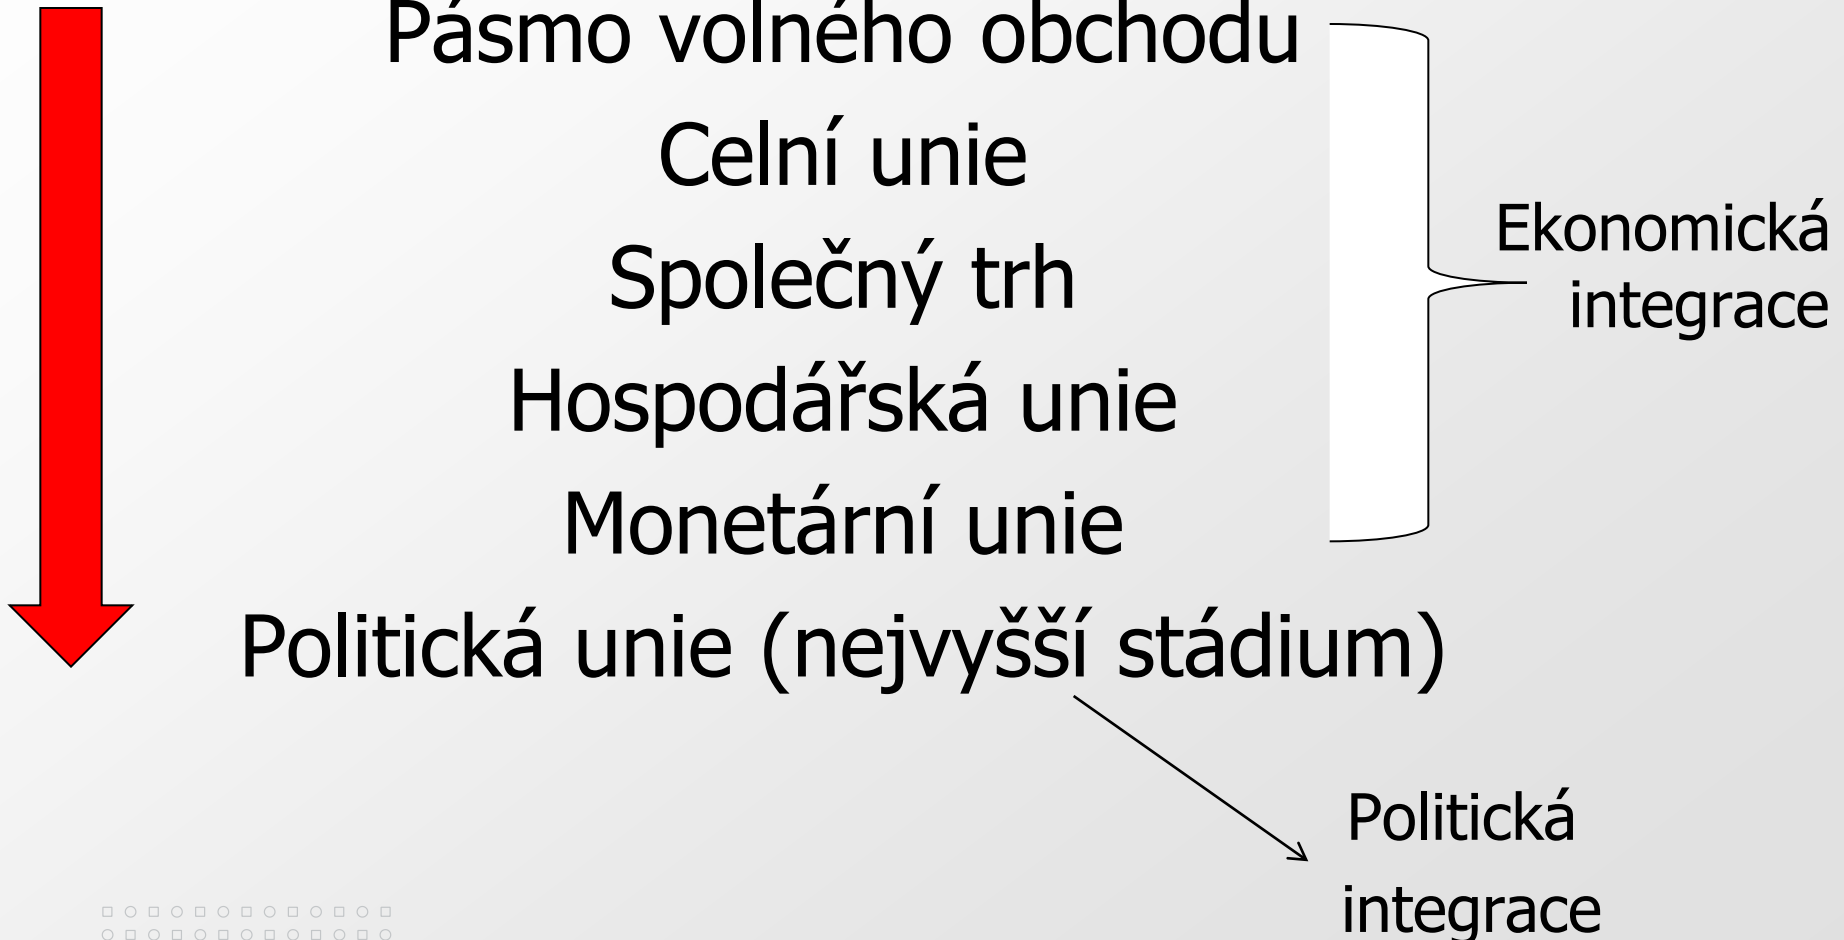 Pásmo volného obchodu
Celní unie
Společný trh
Hospodářská unie
Monetární unie
Politická unie (nejvyšší stádium)
Ekonomická
integrace
Politická
integrace